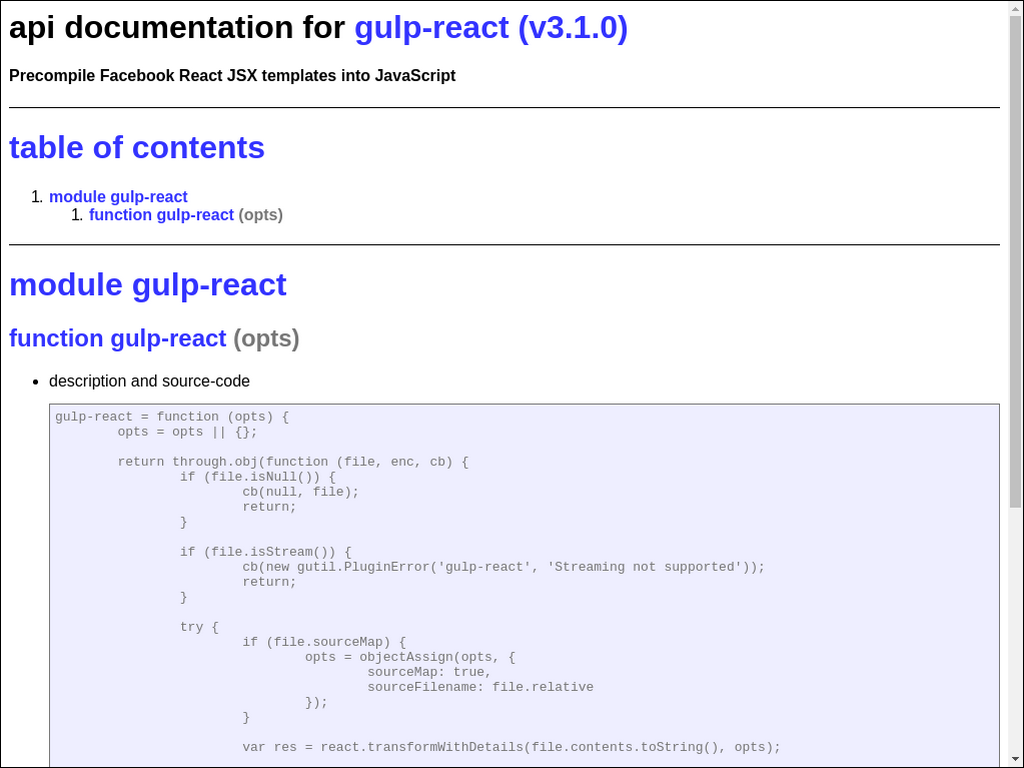 api documentation for gulp-react (v3.1.0)
Precompile Facebook React JSX templates into JavaScript
table of contents
1. module gulp-react
1. function gulp-react (opts)
module gulp-react
function gulp-react (opts)
• description and source-code
gulp-react = function (opts) {
        opts = opts || {};
        return through.obj(function (file, enc, cb) {
                if (file.isNull()) {
                        cb(null, file);
                        return;
                }
                if (file.isStream()) {
                        cb(new gutil.PluginError('gulp-react', 'Streaming not supported'));
                        return;
                }
                try {
                        if (file.sourceMap) {
                                opts = objectAssign(opts, {
                                        sourceMap: true,
                                        sourceFilename: file.relative
                                });
                        }
                        var res = react.transformWithDetails(file.contents.toString(), opts);